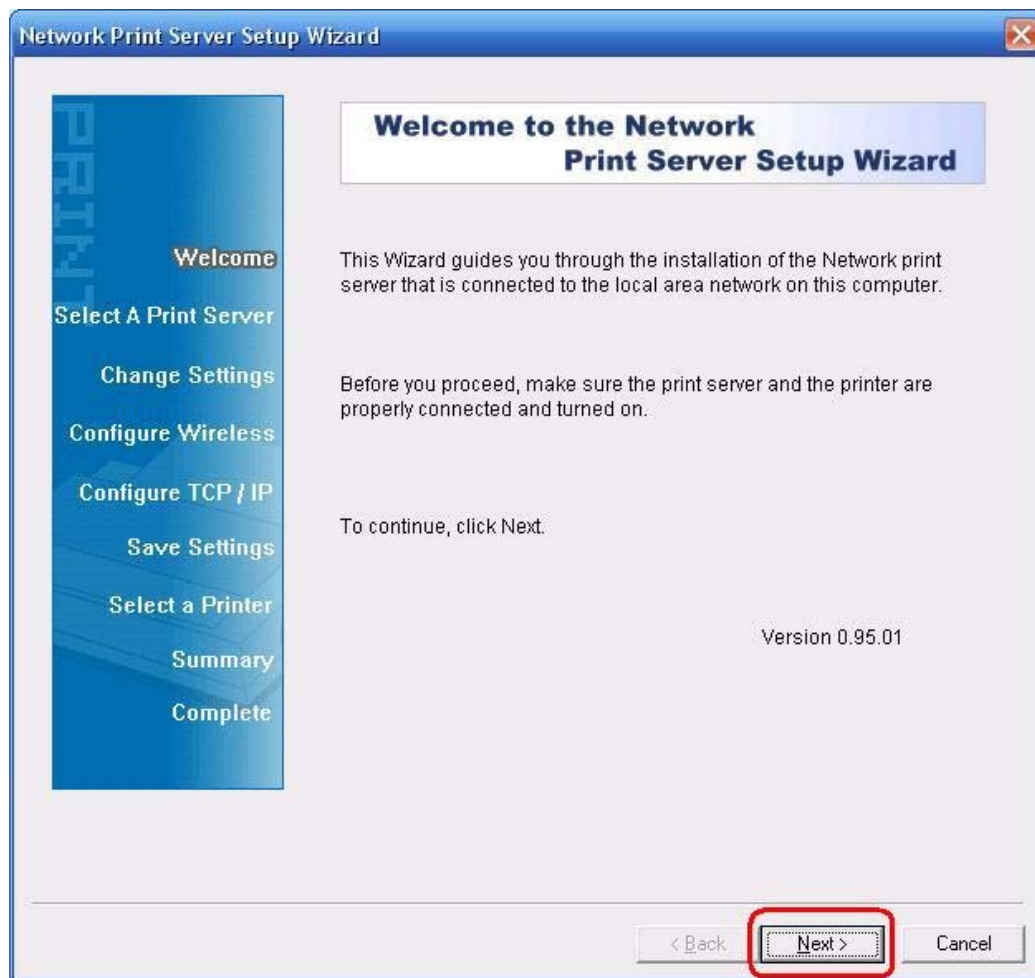 Network Print Server Setup Wizard
PRINT
Welcome
Select A Print Server
Change Settings
Configure Wireless
Configure TCP / IP
Save Settings
Select a Printer
Summary
Complete
Welcome to the Network
Print Server Setup Wizard
This Wizard guides you through the installation of the Network print
server that is connected to the local area network on this computer.
Before you proceed, make sure the print server and the printer are
properly connected and turned on.
To continue, click Next.
Version 0.95.01
< Back
Next >
Cancel